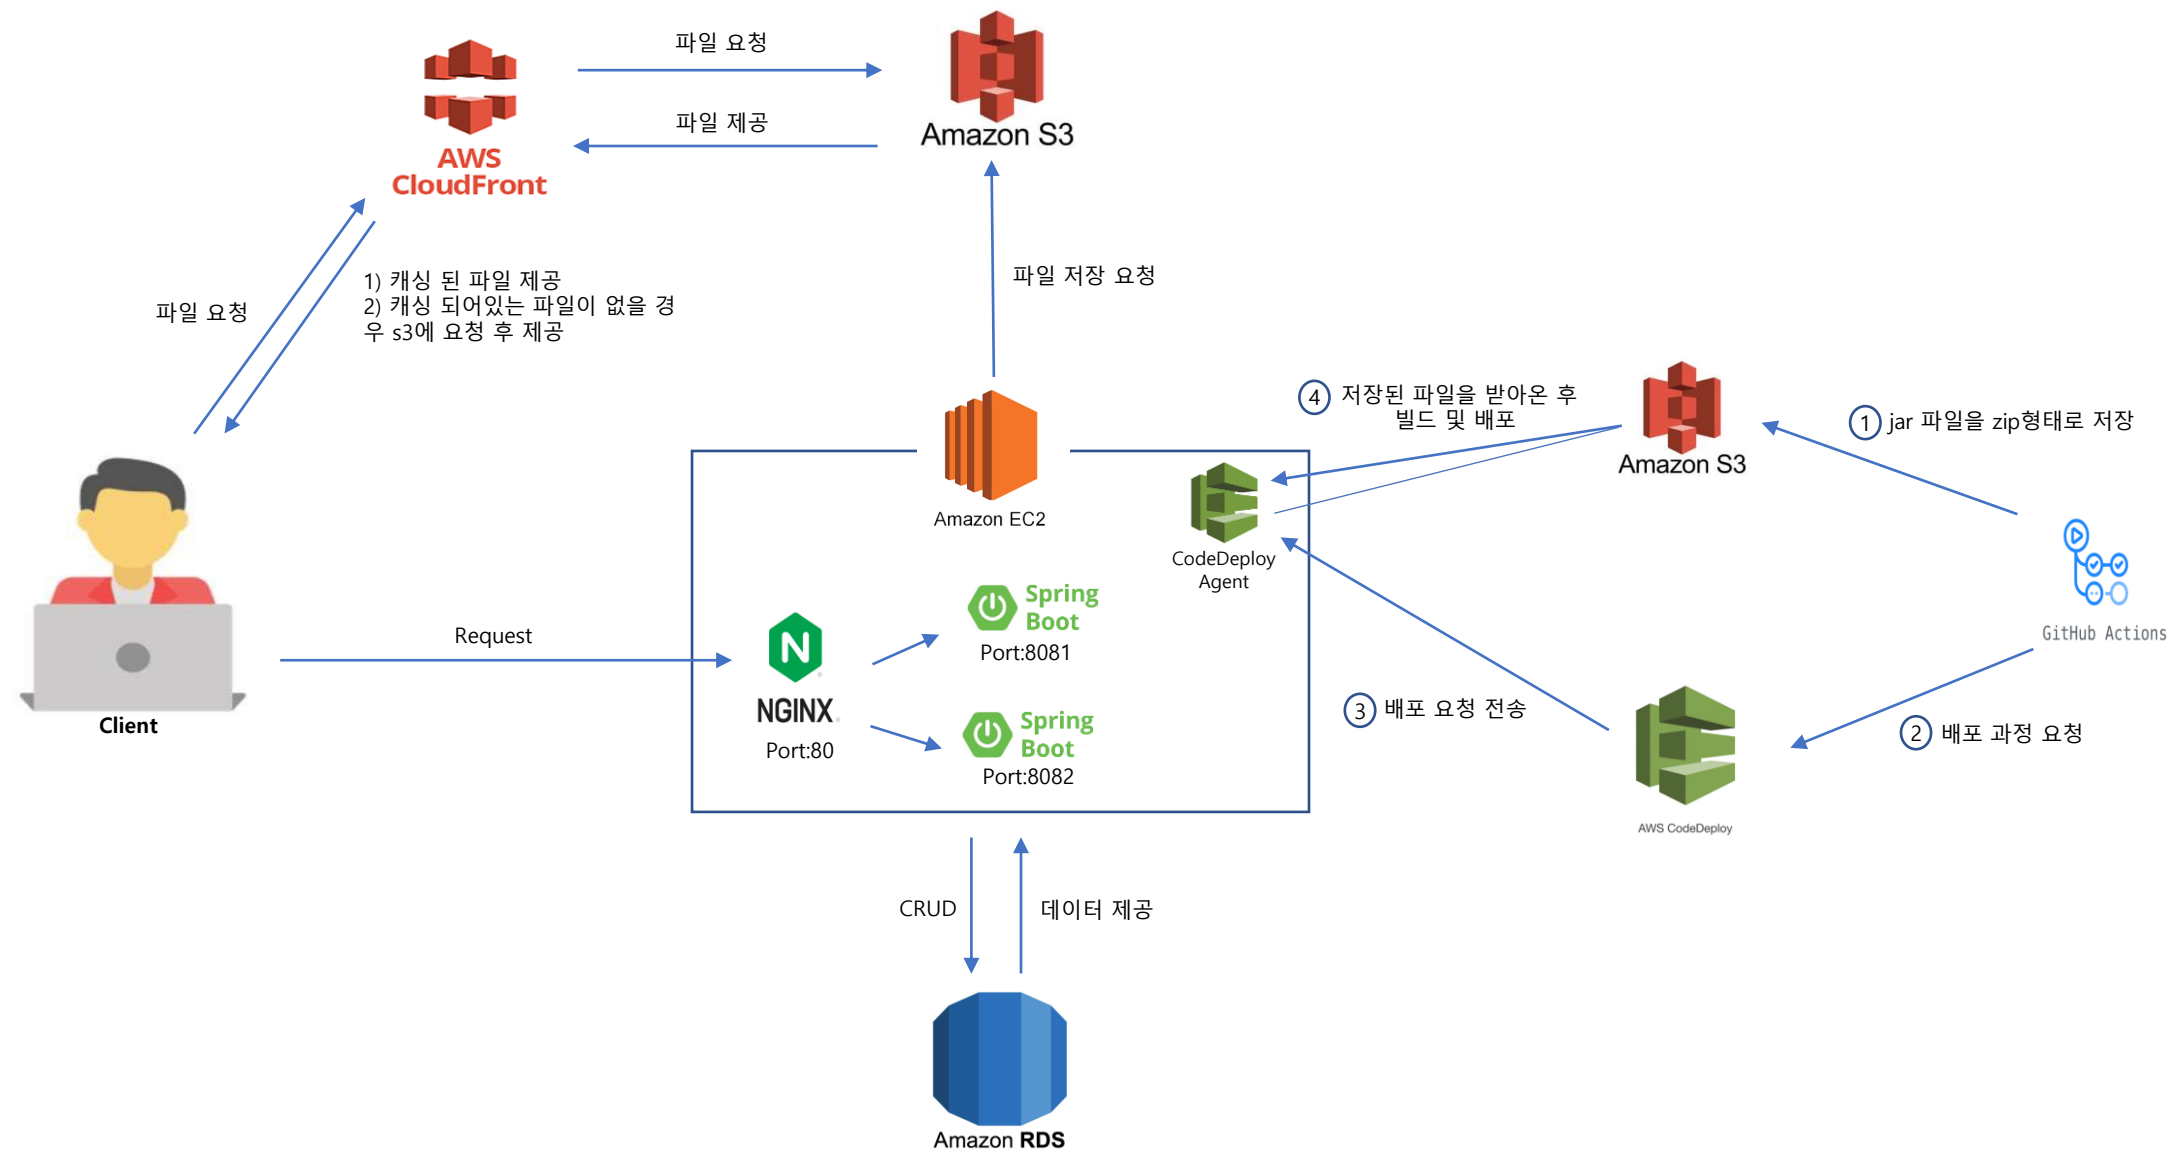 파일 요청
파일 제공
Amazon S3
AWS
CloudFront
파일 요청
1) 캐싱 된 파일 제공
2) 캐싱 되어있는 파일이 없을 경
우 s3에 요청 후 제공
파일 저장 요청
4 저장된 파일을 받아온 후
빌드 및 배포
Amazon S3
1 jar 파일을 zip형태로 저장
Amazon EC2
CodeDeploy
Agent
GitHub Actions
Request
Client
NGINX
Port:80
Spring
Boot
Port:8081
Spring
Boot
Port:8082
3 배포 요청 전송
2 배포 과정 요청
AWS CodeDeploy
CRUD
데이터 제공
Amazon RDS